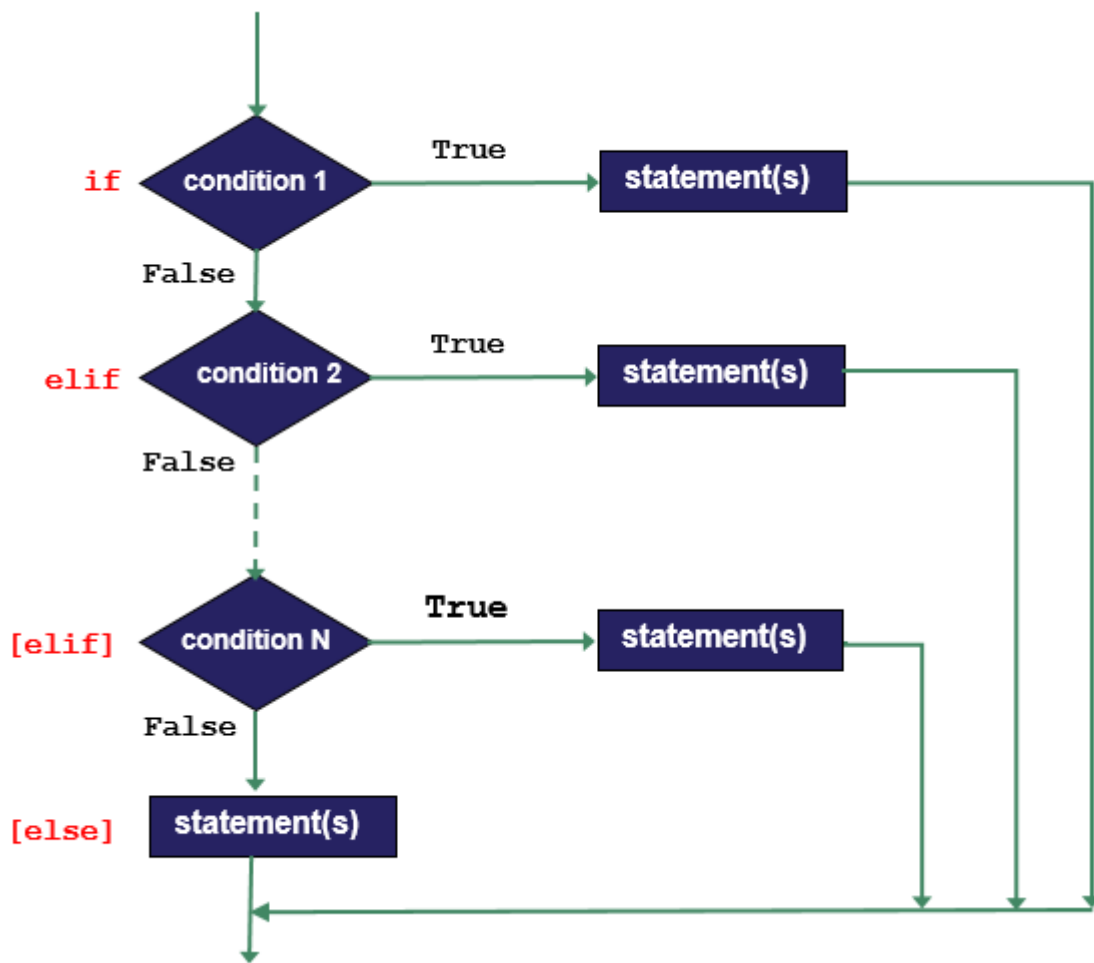 True
if
condition 1
statement(s)
False
True
elif
condition 2
statement(s)
False
True
[elif]
condition N
statement(s)
False
[else]
statement(s)